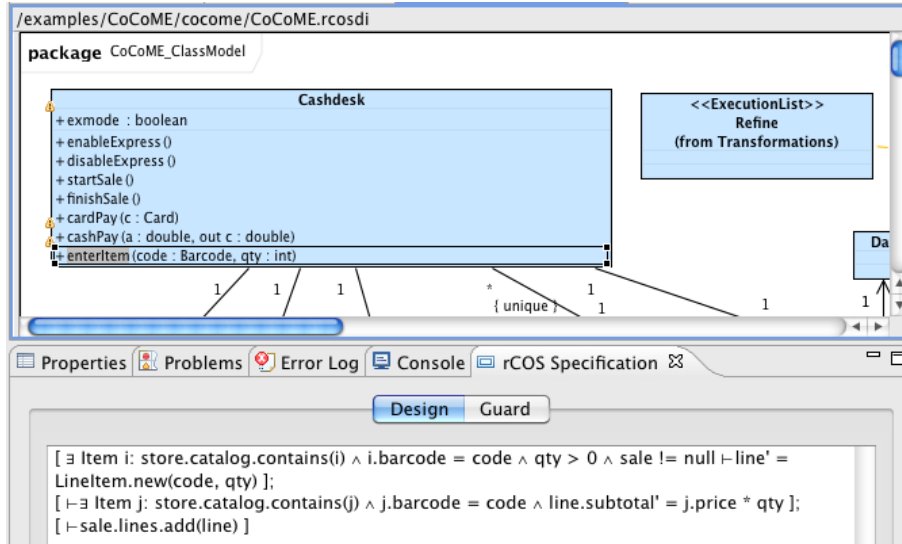 /examples/CoCoME/cocome/CoCoME.rcosdi
package CoCoME_ClassModel
Cashdesk
+ exmode : boolean
+ enableExpress ()
+ disableExpress ()
+ startSale ()
+ finishSale ()
+ cardPay (c : Card)
+ cashPay (a : double, out c : double)
+ enterItem (code : Barcode, qty : int)
<<ExecutionList>>
Refine
(from Transformations)
Da
1 1 1 * 1
{ unique } 1 1 1
Properties Problems Error Log Console rCOS Specification
Design Guard
[ ∃ Item i: store.catalog.contains(i) ∧ i.barcode = code ∧ qty > 0 ∧ sale != null ⊢line' =
LineItem.new(code, qty) ];
[ ⊢∃ Item j: store.catalog.contains(j) ∧ j.barcode = code ∧ line.subtotal' = j.price * qty ];
[ ⊢sale.lines.add(line) ]